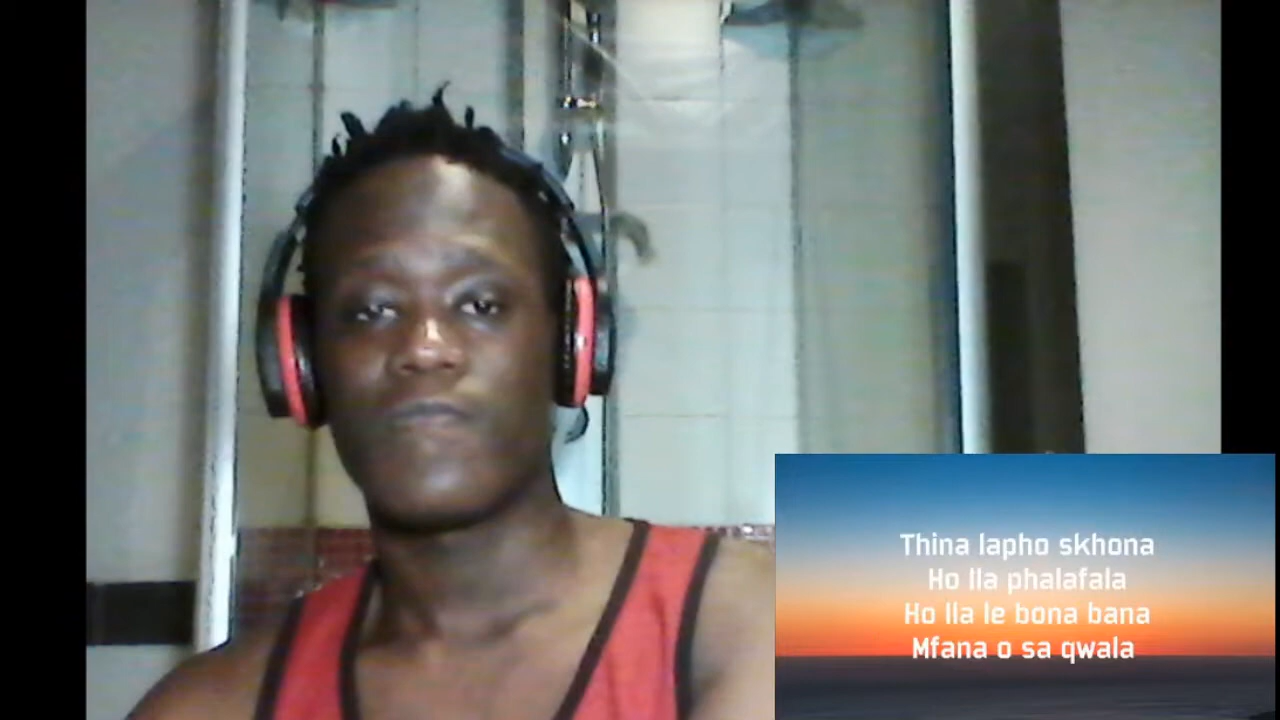 Thina lapho skhona
Ho lla phalafala
Ho lla le bona bana
Mfana o sa qwala